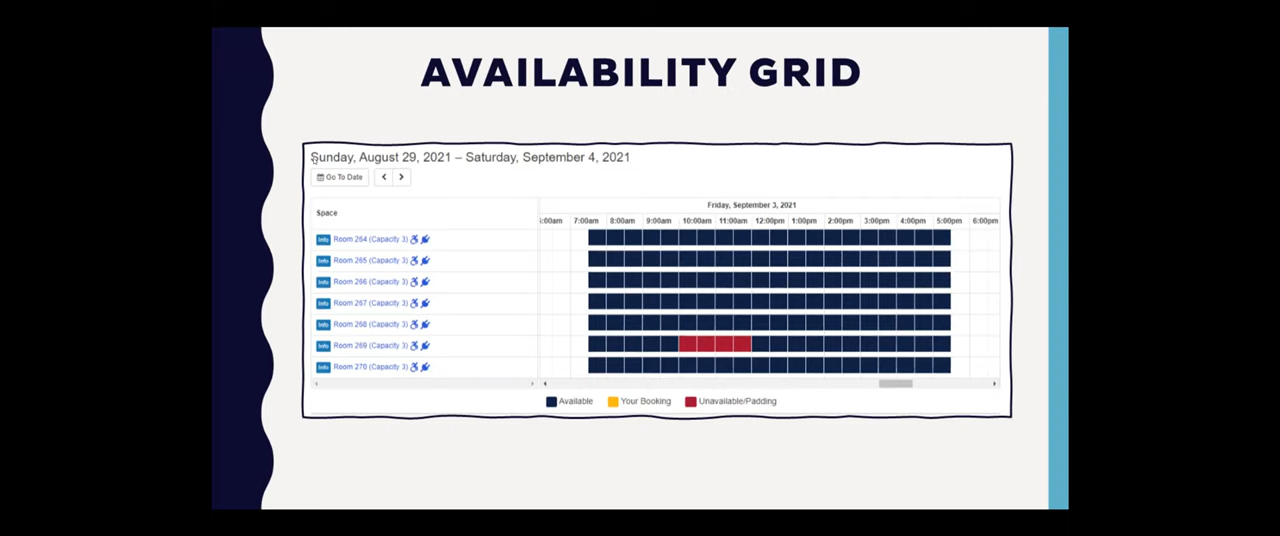 AVAILABILITY GRID
Sunday, August 29, 2021 – Saturday, September 4, 2021
Go To Date
Space
Friday, September 3, 2021
6:00am 7:00am 8:00am 9:00am 10:00am 11:00am 12:00pm 1:00pm 2:00pm 3:00pm 4:00pm 5:00pm 6:00pm
Info Room 264 (Capacity 3)
Info Room 265 (Capacity 3)
Info Room 266 (Capacity 3)
Info Room 267 (Capacity 3)
Info Room 268 (Capacity 3)
Info Room 269 (Capacity 3)
Info Room 270 (Capacity 3)
Available Your Booking Unavailable/Padding